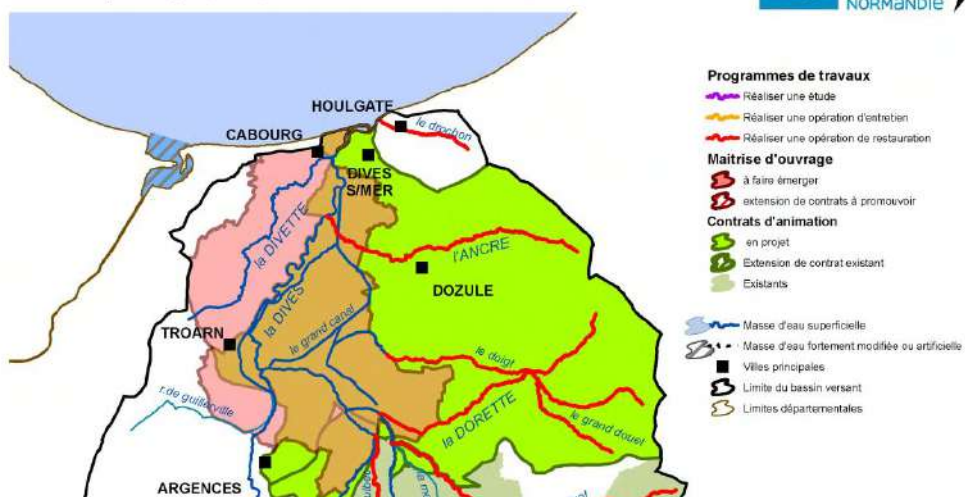 NORMANDIE
HOULGATE
CABOURG
le drochon
DIVES
S/MER
la DIVETTE
l'ANCRE
la DIVES
DOZULE
TROARN
le grand canal
le doigt
r.de guillerville
la DORETTE
le grand douet
ARGENCES
Programmes de travaux
Réaliser une étude
Réaliser une opération d'entretien
Réaliser une opération de restauration
Maitrise d'ouvrage
à faire émerger
extension de contrats à promouvoir
Contrats d'animation
en projet
Extension de contrat existant
Existants
Masse d'eau superficielle
Masse d'eau fortement modifiée ou artificielle
Villes principales
Limite du bassin versant
Limites départementales